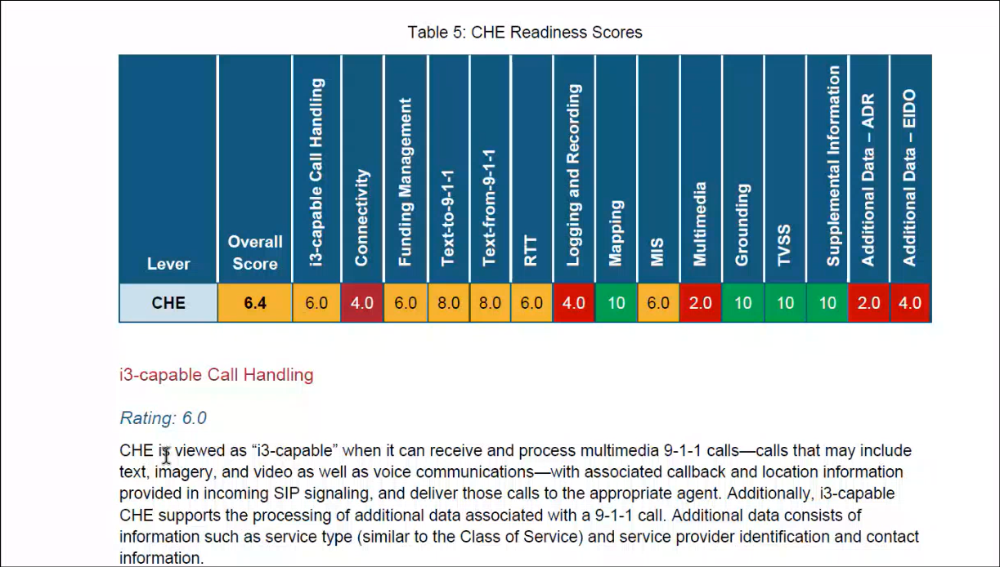 Table 5: CHE Readiness Scores
Lever
Overall
Score
i3-capable Call Handling
Connectivity
Funding Management
Text-to-9-1-1
Text-from-9-1-1
RTT
Logging and Recording
Mapping
MIS
Multimedia
Grounding
TVSS
Supplemental Information
Additional Data – ADR
Additional Data – EIDO
CHE 6.4 6.0 4.0 6.0 8.0 8.0 6.0 4.0 10 6.0 2.0 10 10 10 2.0 4.0
i3-capable Call Handling
Rating: 6.0
CHE is viewed as “i3-capable” when it can receive and process multimedia 9-1-1 calls—calls that may include
text, imagery, and video as well as voice communications—with associated callback and location information
provided in incoming SIP signaling, and deliver those calls to the appropriate agent. Additionally, i3-capable
CHE supports the processing of additional data associated with a 9-1-1 call. Additional data consists of
information such as service type (similar to the Class of Service) and service provider identification and contact
information.